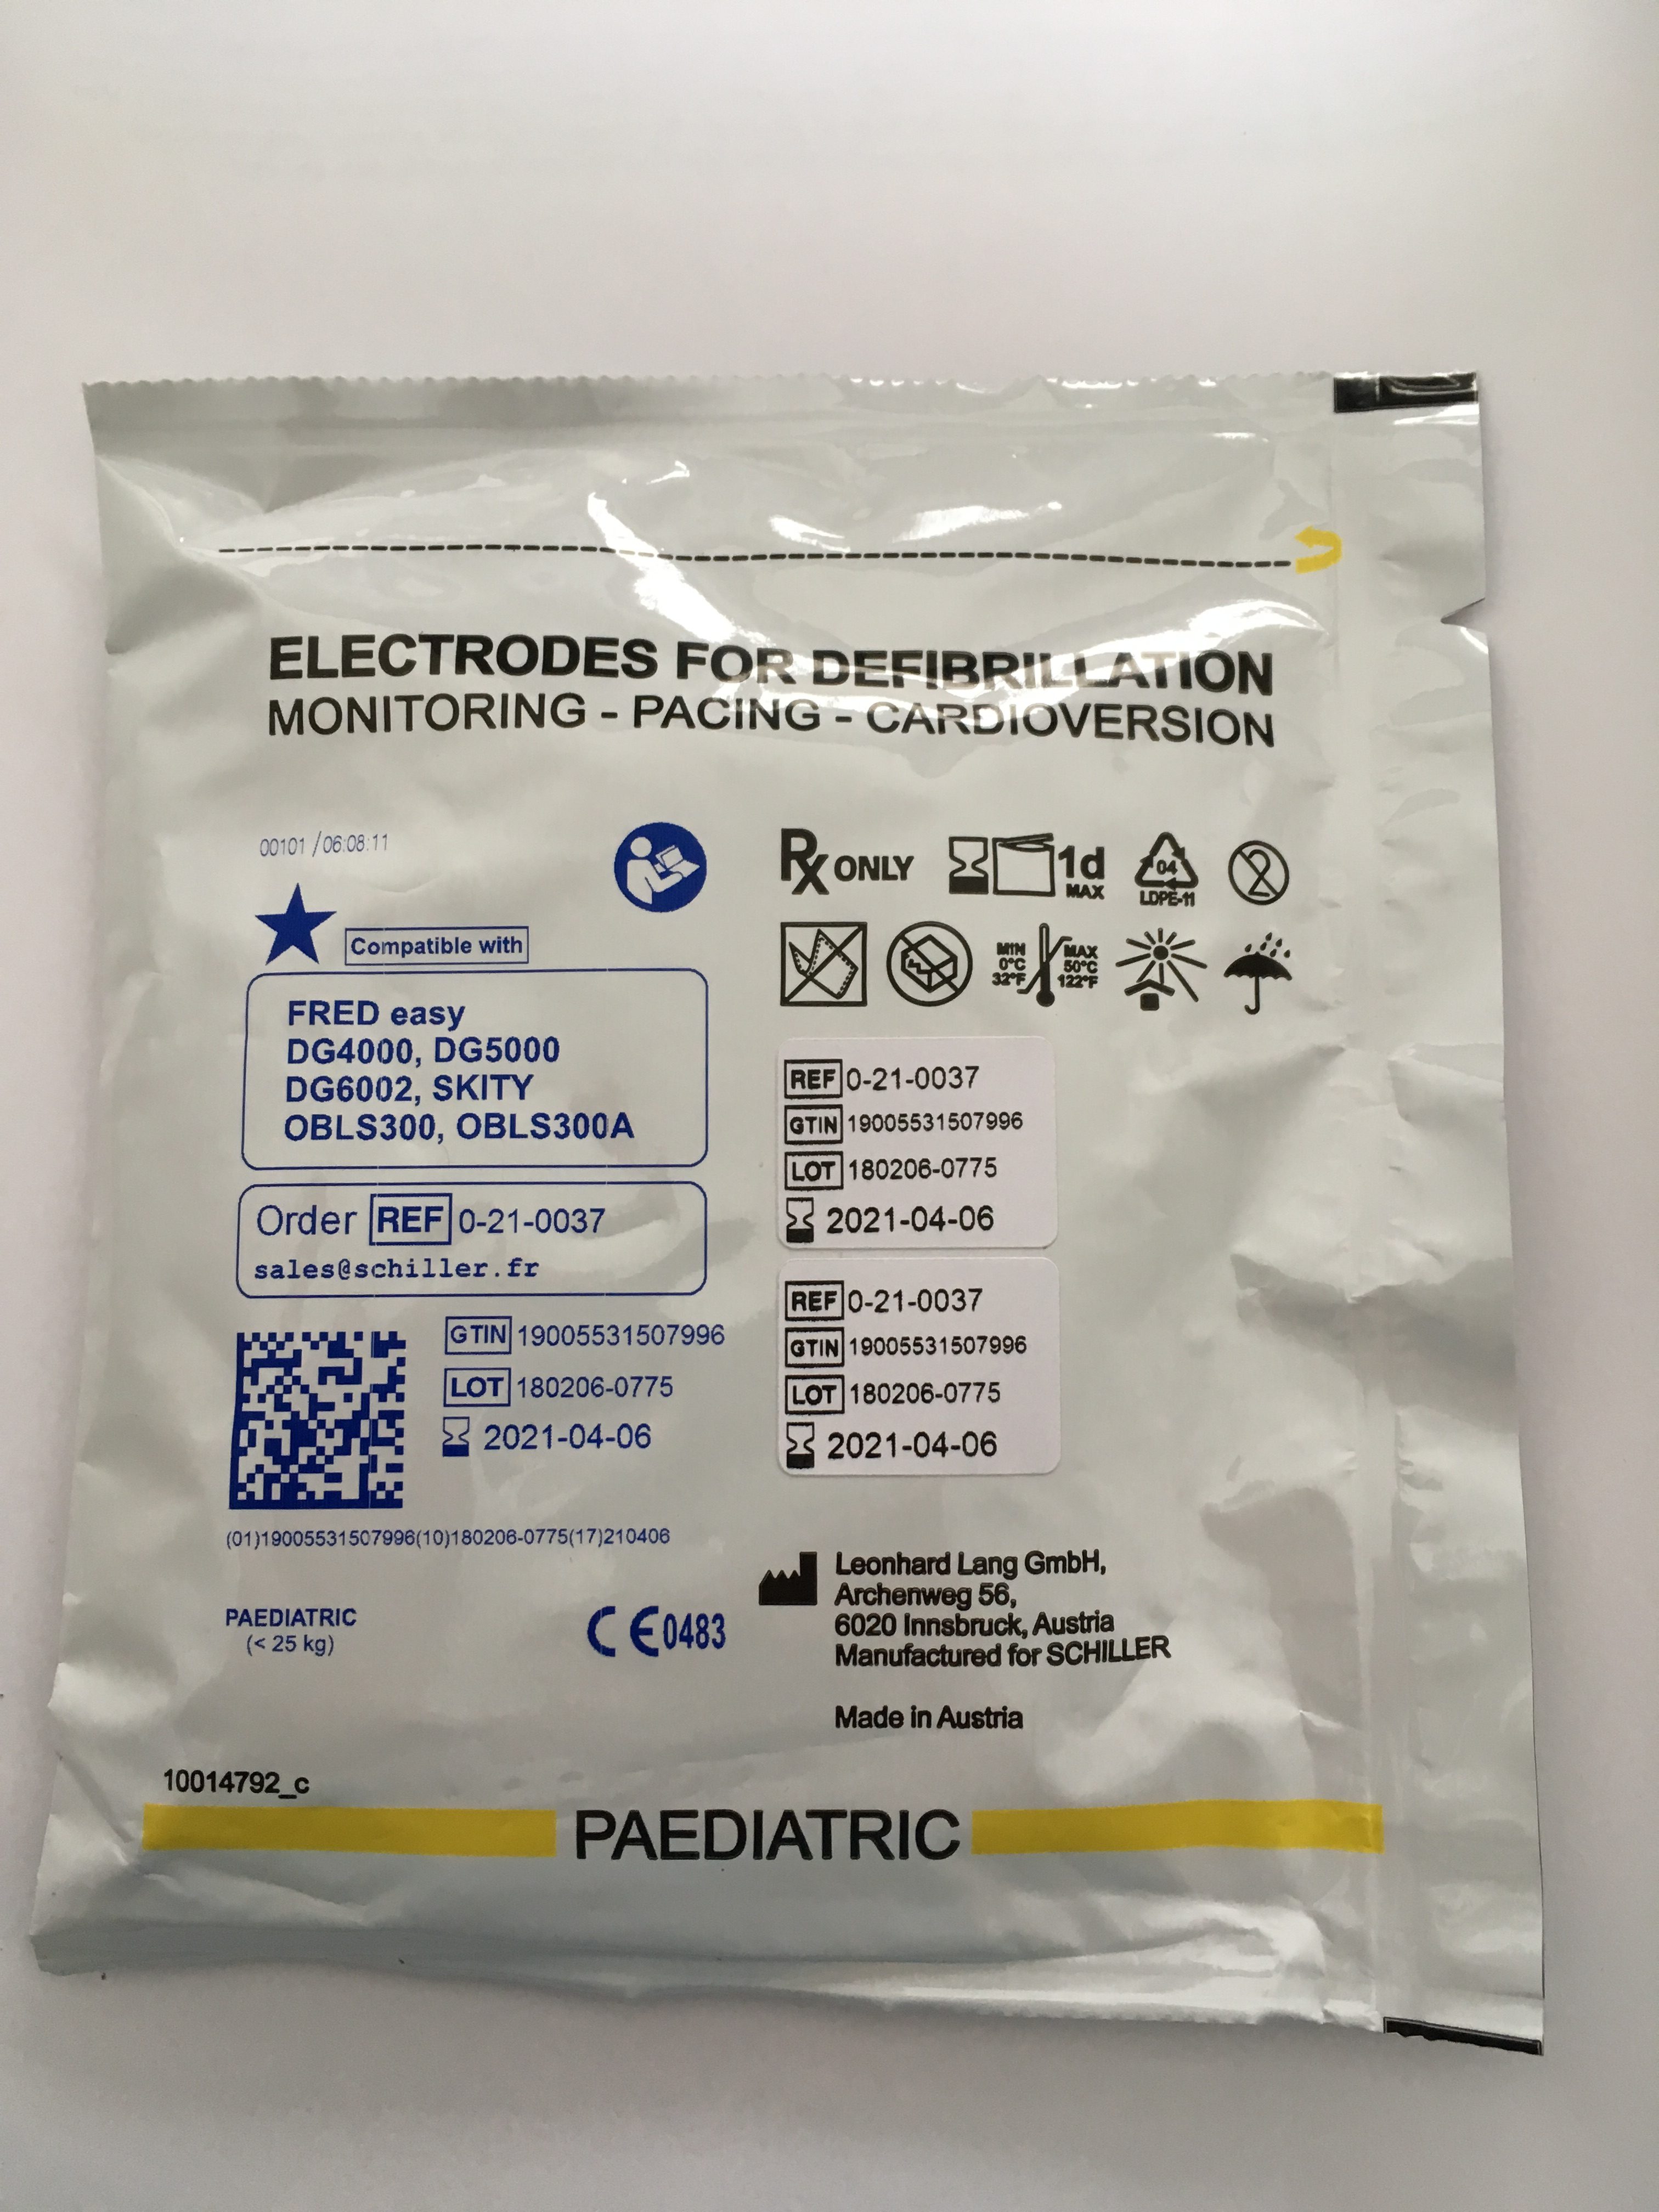 ELECTRODES FOR DEFIBRILLATION
MONITORING - PACING - CARDIOVERSION
00101 /06:08:11
Compatible with
FRED easy
DG4000, DG5000
DG6002, SKITY
OBLS300, OBLS300A
Order REF 0-21-0037
sales@schiller.fr
GTIN 19005531507996
LOT 180206-0775
2021-04-06
(01)19005531507996(10)180206-0775(17)210406
PAEDIATRIC
(< 25 kg)
CE0483
Rx ONLY
1d
MAX
04
LDPE-11
2
MIN
0°C
32°F
MAX
50°C
122°F
REF 0-21-0037
GTIN 19005531507996
LOT 180206-0775
2021-04-06
REF 0-21-0037
GTIN 19005531507996
LOT 180206-0775
2021-04-06
Leonhard Lang GmbH,
Archenweg 56,
6020 Innsbruck, Austria
Manufactured for SCHILLER
Made in Austria
10014792_c
PAEDIATRIC